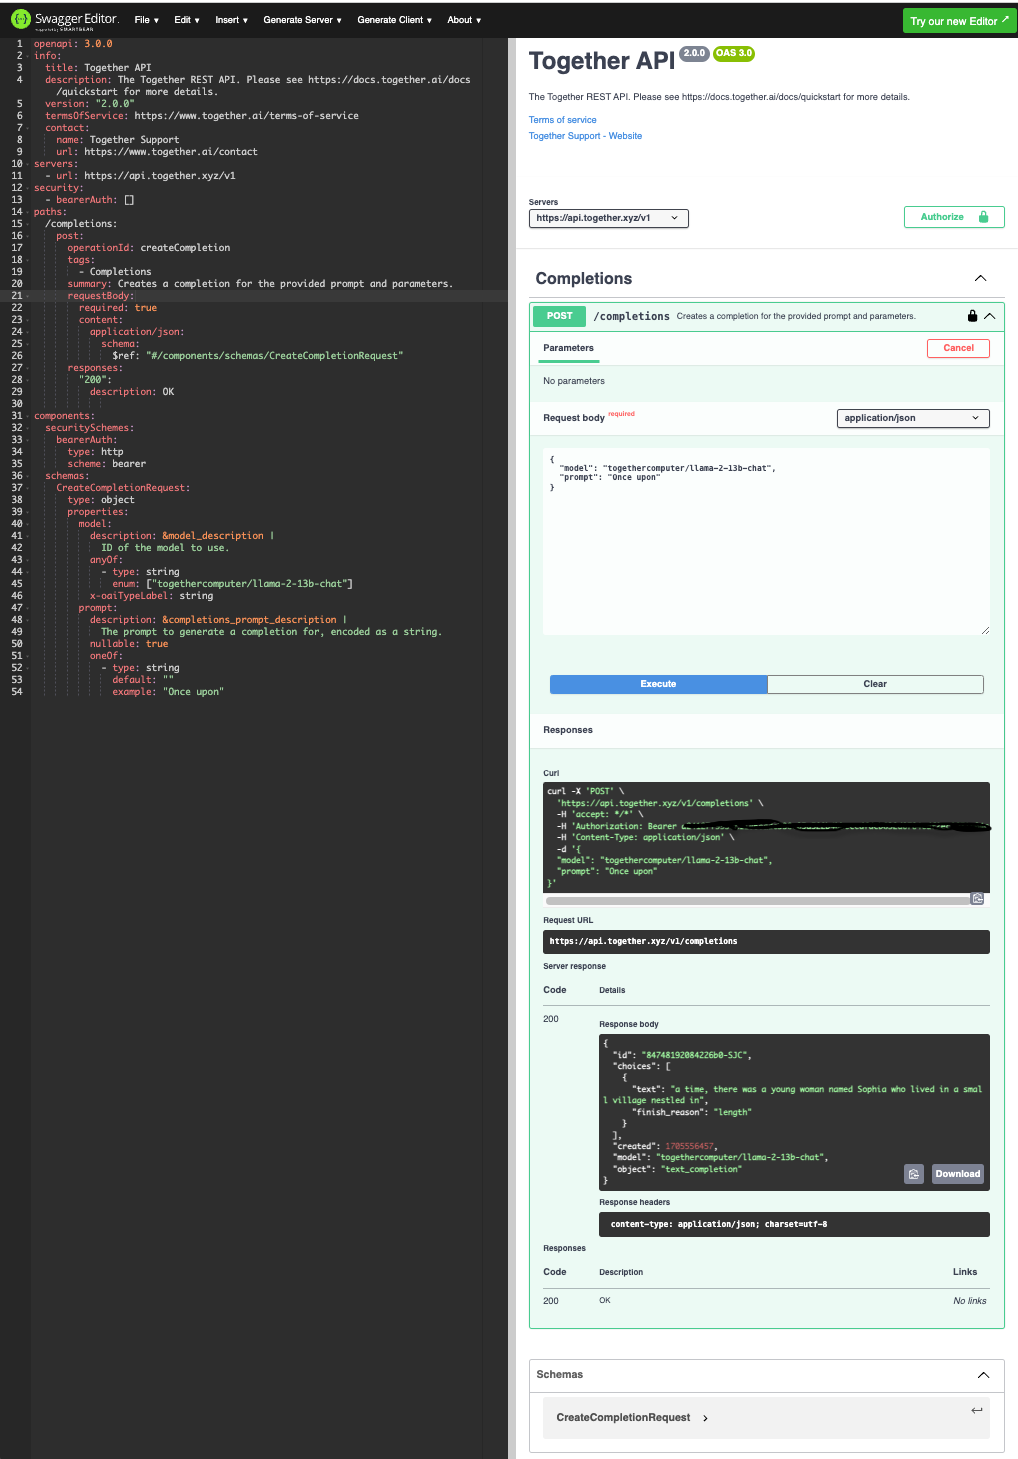 SwaggerEditor.
Supported by SMARTBEAR
File ▾ Edit ▾ Insert ▾ Generate Server ▾ Generate Client ▾ About ▾
Try our new Editor ↗
1 openapi: 3.0.0
2 info:
3 title: Together API
4 description: The Together REST API. Please see https://docs.together.ai/docs
/quickstart for more details.
5 version: "2.0.0"
6 termsOfService: https://www.together.ai/terms-of-service
7 contact:
8 name: Together Support
9 url: https://www.together.ai/contact
10 servers:
11 - url: https://api.together.xyz/v1
12 security:
13 - bearerAuth: []
14 paths:
15 /completions:
16 post:
17 operationId: createCompletion
18 tags:
19 - Completions
20 summary: Creates a completion for the provided prompt and parameters.
21 requestBody:
22 required: true
23 content:
24 application/json:
25 schema:
26 $ref: "#/components/schemas/CreateCompletionRequest"
27 responses:
28 "200":
29 description: OK
30
31 components:
32 securitySchemes:
33 bearerAuth:
34 type: http
35 scheme: bearer
36 schemas:
37 CreateCompletionRequest:
38 type: object
39 properties:
40 model:
41 description: &model_description |
42 ID of the model to use.
43 anyOf:
44 - type: string
45 enum: ["togethercomputer/llama-2-13b-chat"]
46 x-oaiTypeLabel: string
47 prompt:
48 description: &completions_prompt_description |
49 The prompt to generate a completion for, encoded as a string.
50 nullable: true
51 oneOf:
52 - type: string
53 default: ""
54 example: "Once upon"
Together API 2.0.0 OAS 3.0
The Together REST API. Please see https://docs.together.ai/docs/quickstart for more details.
Terms of service
Together Support - Website
Servers
https://api.together.xyz/v1
Authorize
Completions
POST /completions Creates a completion for the provided prompt and parameters.
Parameters
Cancel
No parameters
Request body required
application/json
{
"model": "togethercomputer/llama-2-13b-chat",
"prompt": "Once upon"
}
Execute
Clear
Responses
Curl
curl -X 'POST' \
'https://api.together.xyz/v1/completions' \
-H 'accept: */*' \
-H 'Authorization: Bearer
-H 'Content-Type: application/json' \
-d '{
"model": "togethercomputer/llama-2-13b-chat",
"prompt": "Once upon"
}'
Request URL
https://api.together.xyz/v1/completions
Server response
Code Details
200
Response body
{
"id": "84748192084226b0-SJC",
"choices": [
{
"text": "a time, there was a young woman named Sophia who lived in a smal
l village nestled in",
"finish_reason": "length"
}
],
"created": 1705556457,
"model": "togethercomputer/llama-2-13b-chat",
"object": "text_completion"
}
Download
Response headers
content-type: application/json; charset=utf-8
Responses
Code Description Links
200 OK No links
Schemas
CreateCompletionRequest